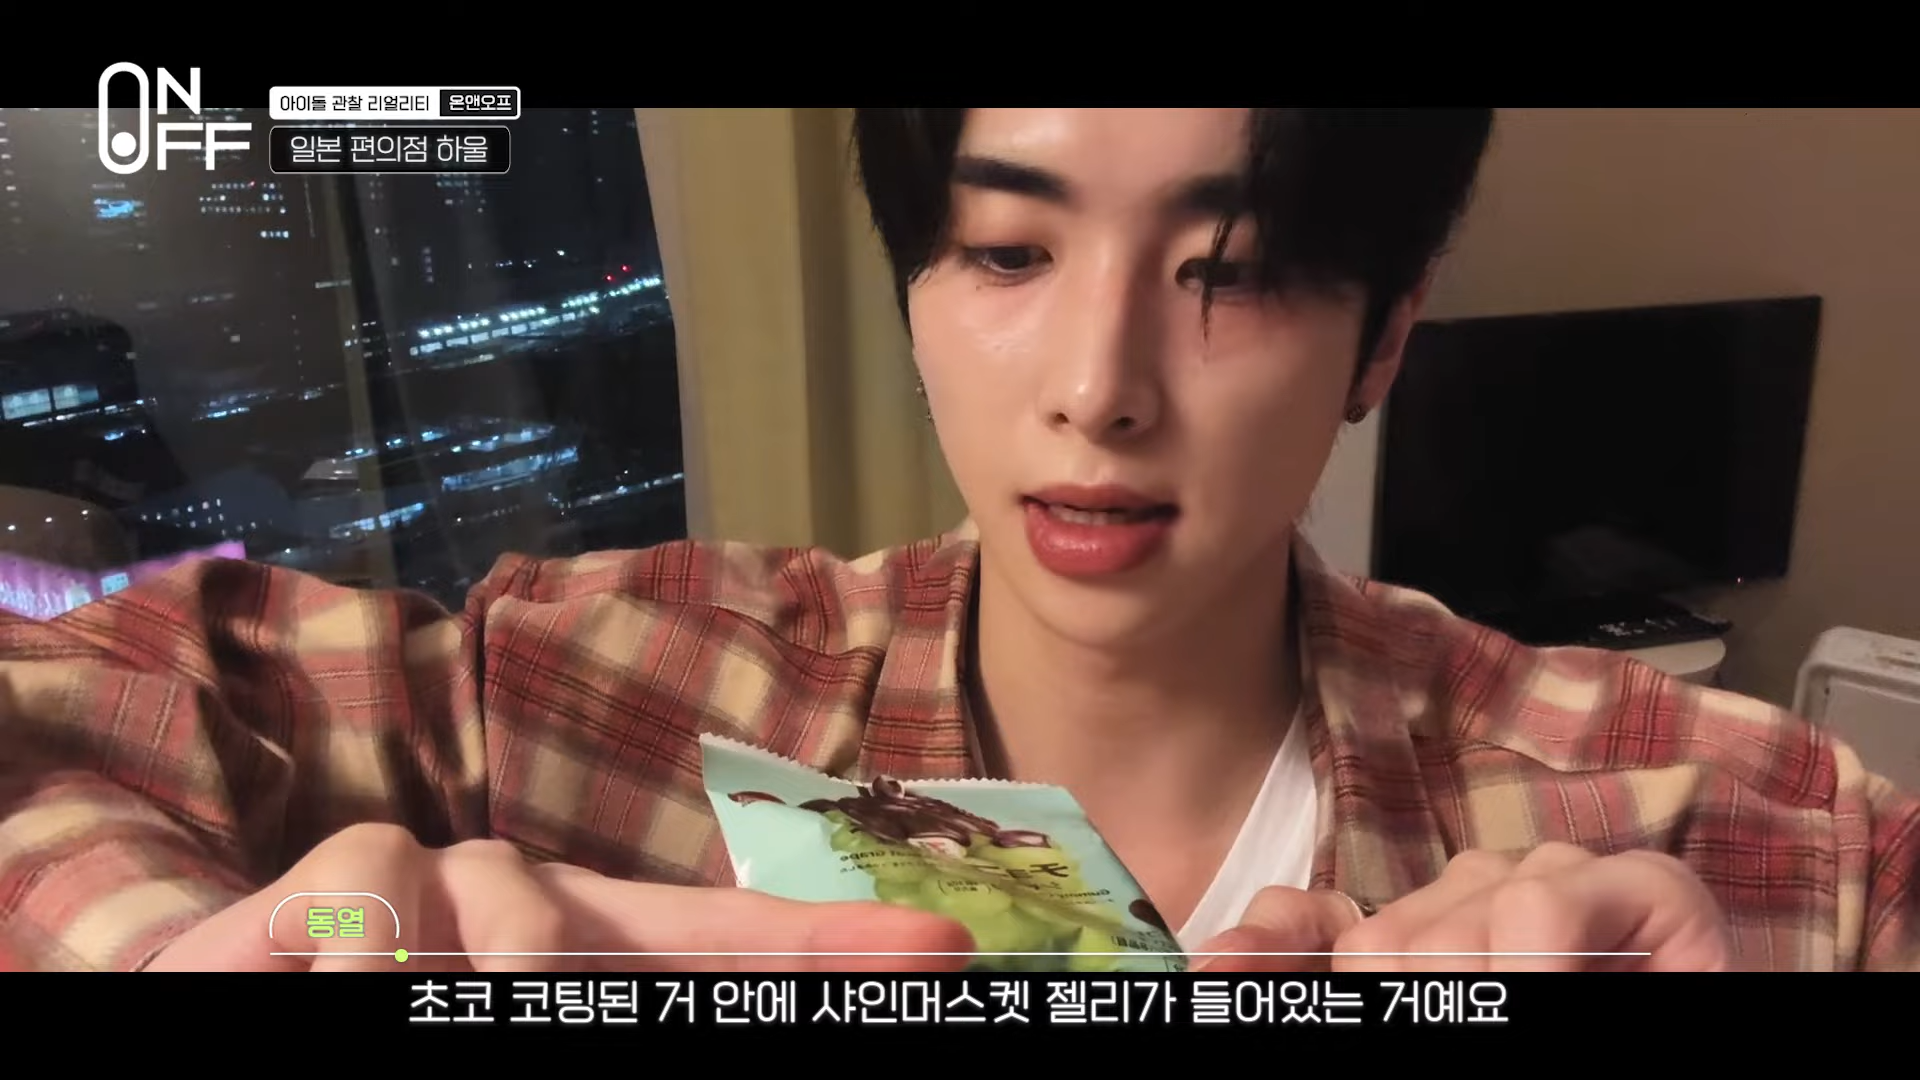 ON
OFF
아이돌 관찰 리얼리티 온앤오프
일본 편의점 하울
동열
초코 코팅된 거 안에 샤인머스켓 젤리가 들어있는 거예요